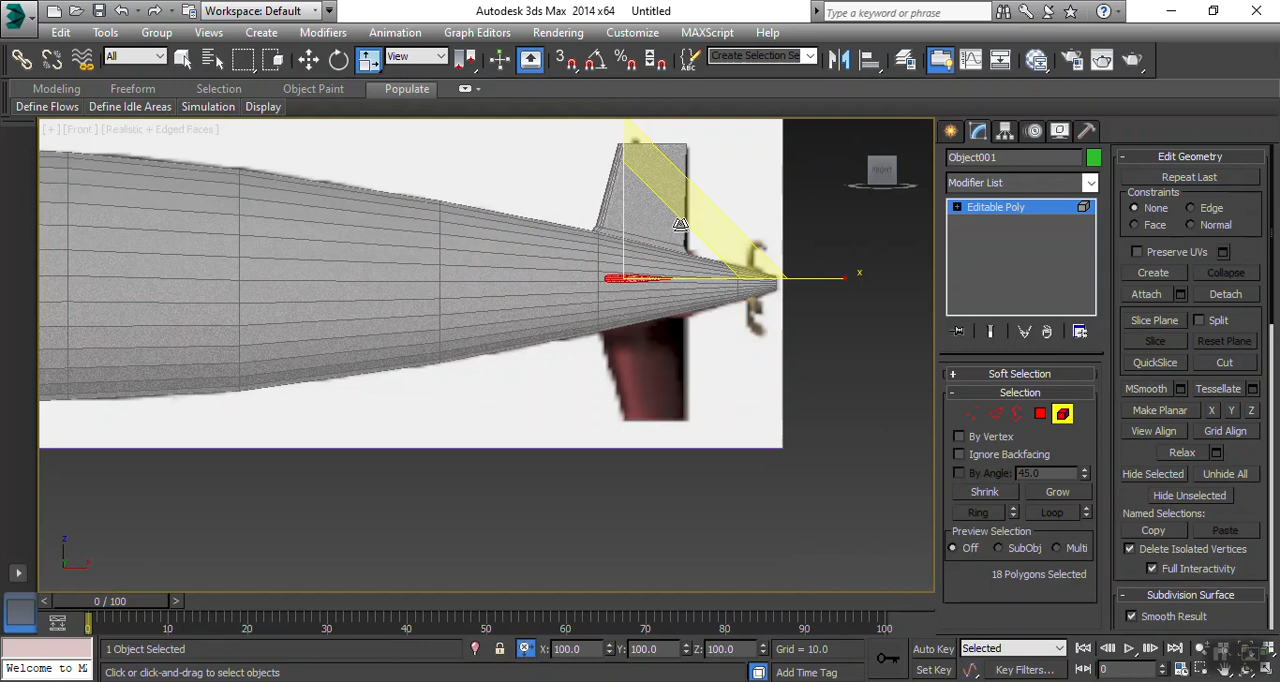 Workspace: Default
Autodesk 3ds Max 2014 x64 Untitled
Type a keyword or phrase
Edit Tools Group Views Create Modifiers Animation Graph Editors Rendering Customize MAXScript Help
All View Create Selection Se
Modeling Freeform Selection Object Paint Populate
Define Flows Define Idle Areas Simulation Display
[+] [Front] [Realistic + Edged Faces]
FRONT
x
z
x
Object001
Modifier List
Editable Poly
Soft Selection
Selection
By Vertex
Ignore Backfacing
By Angle: 45.0
Shrink Grow
Ring Loop
Preview Selection
Off SubObj Multi
18 Polygons Selected
Edit Geometry
Repeat Last
Constraints
None Edge
Face Normal
Preserve UVs
Create Collapse
Attach Detach
Slice Plane Split
Slice Reset Plane
QuickSlice Cut
MSmooth Tessellate
Make Planar X Y Z
View Align Grid Align
Relax
Hide Selected Unhide All
Hide Unselected
Named Selections:
Copy Paste
Delete Isolated Vertices
Full Interactivity
Subdivision Surface
Smooth Result
0 / 100
0 10 20 30 40 50 60 70 80 90 100
1 Object Selected X: 100.0 Y: 100.0 Z: 100.0 Grid = 10.0 Auto Key Selected
Welcome to M
Click or click-and-drag to select objects Add Time Tag Set Key Key Filters... 0